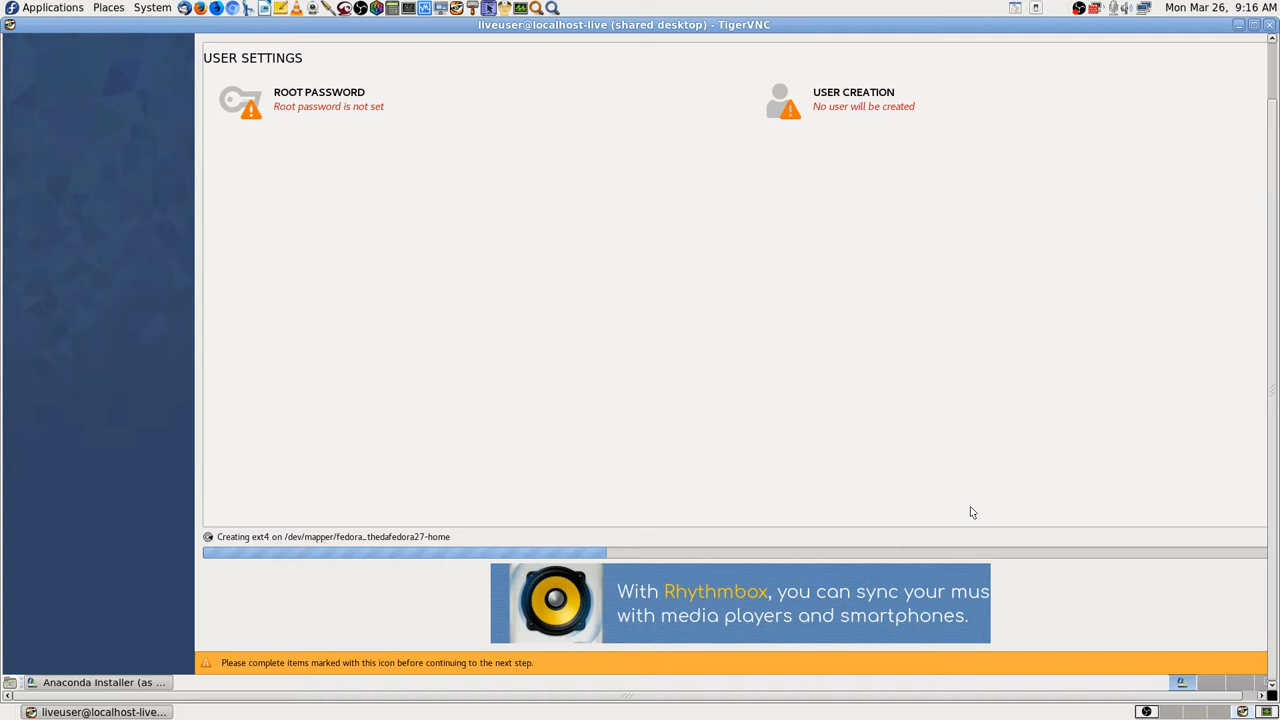 Applications Places System
Mon Mar 26, 9:16 AM
liveuser@localhost-live (shared desktop) - TigerVNC
USER SETTINGS
ROOT PASSWORD
Root password is not set
USER CREATION
No user will be created
Creating ext4 on /dev/mapper/fedora_thedafedora27-home
With Rhythmbox, you can sync your mus
with media players and smartphones.
Please complete items marked with this icon before continuing to the next step.
Anaconda Installer (as ...
liveuser@localhost-live...